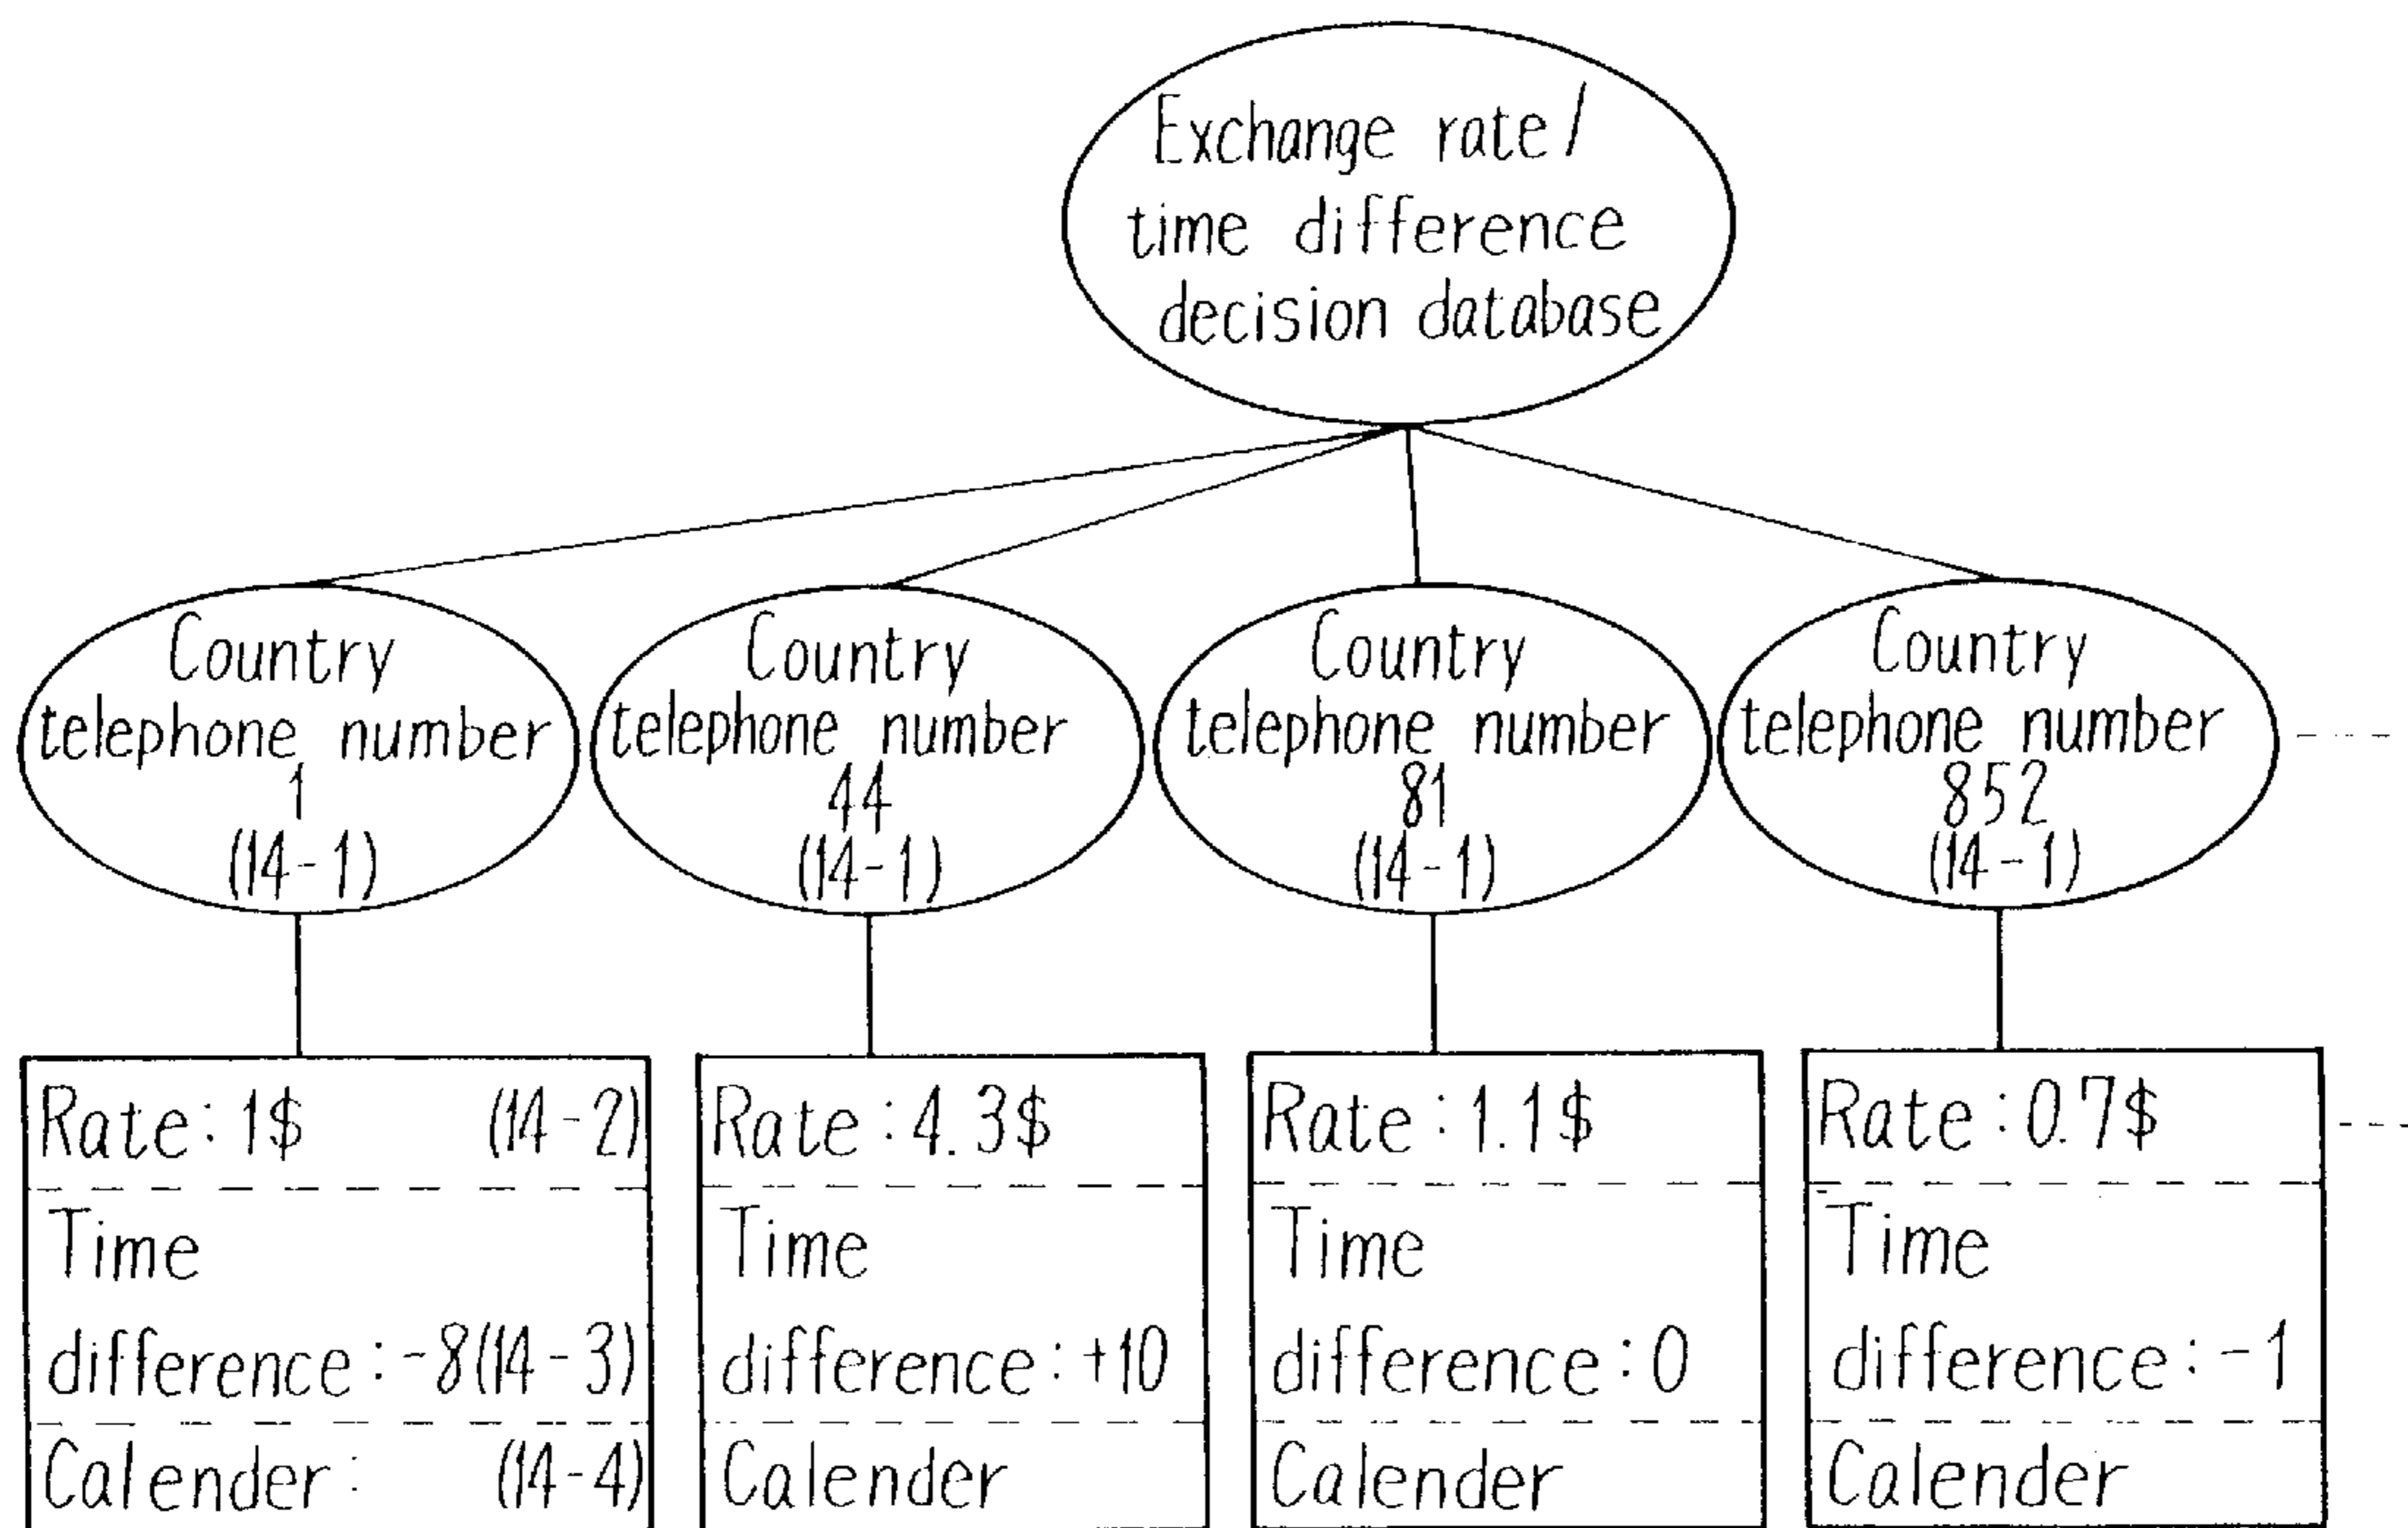 Exchange rate/
time difference
decision database
Country
telephone number
1
(14-1)
Country
telephone number
44
(14-1)
Country
telephone number
81
(14-1)
Country
telephone number
852
(14-1)
Rate: 1$ (14-2)
Time
difference: -8(14-3)
Calender: (14-4)
Rate: 4.3$
Time
difference: +10
Calender
Rate: 1.1$
Time
difference: 0
Calender
Rate: 0.7$
Time
difference: -1
Calender